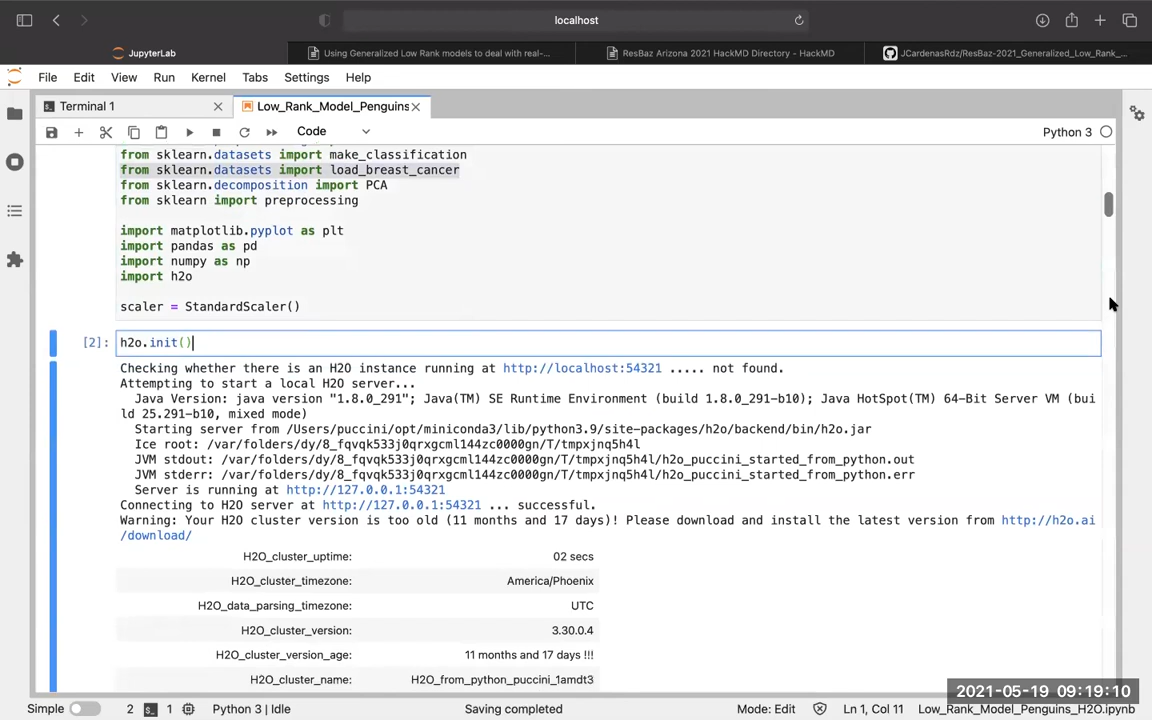 localhost
JupyterLab
Using Generalized Low Rank models to deal with real-...
ResBaz Arizona 2021 HackMD Directory - HackMD
JCardenasRdz/ResBaz-2021_Generalized_Low_Rank_...
File Edit View Run Kernel Tabs Settings Help
Terminal 1
Low_Rank_Model_Penguins
Code
Python 3
from sklearn.datasets import make_classification
from sklearn.datasets import load_breast_cancer
from sklearn.decomposition import PCA
from sklearn import preprocessing
import matplotlib.pyplot as plt
import pandas as pd
import numpy as np
import h2o
scaler = StandardScaler()
[2]: h2o.init()
Checking whether there is an H2O instance running at http://localhost:54321 ..... not found.
Attempting to start a local H2O server...
Java Version: java version "1.8.0_291"; Java(TM) SE Runtime Environment (build 1.8.0_291-b10); Java HotSpot(TM) 64-Bit Server VM (bui
ld 25.291-b10, mixed mode)
Starting server from /Users/puccini/opt/miniconda3/lib/python3.9/site-packages/h2o/backend/bin/h2o.jar
Ice root: /var/folders/dy/8_fqvqk533j0qrxgcml144zc0000gn/T/tmpxjnq5h4l
JVM stdout: /var/folders/dy/8_fqvqk533j0qrxgcml144zc0000gn/T/tmpxjnq5h4l/h2o_puccini_started_from_python.out
JVM stderr: /var/folders/dy/8_fqvqk533j0qrxgcml144zc0000gn/T/tmpxjnq5h4l/h2o_puccini_started_from_python.err
Server is running at http://127.0.0.1:54321
Connecting to H2O server at http://127.0.0.1:54321 ... successful.
Warning: Your H2O cluster version is too old (11 months and 17 days)! Please download and install the latest version from http://h2o.ai
/download/
H2O_cluster_uptime: 02 secs
H2O_cluster_timezone: America/Phoenix
H2O_data_parsing_timezone: UTC
H2O_cluster_version: 3.30.0.4
H2O_cluster_version_age: 11 months and 17 days !!!
H2O_cluster_name: H2O_from_python_puccini_1amdt3
2021-05-19 09:19:10
Simple 2 1 Python 3 | Idle Saving completed Mode: Edit Ln 1, Col 11 Low_Rank_Model_Penguins_H2O.ipynb